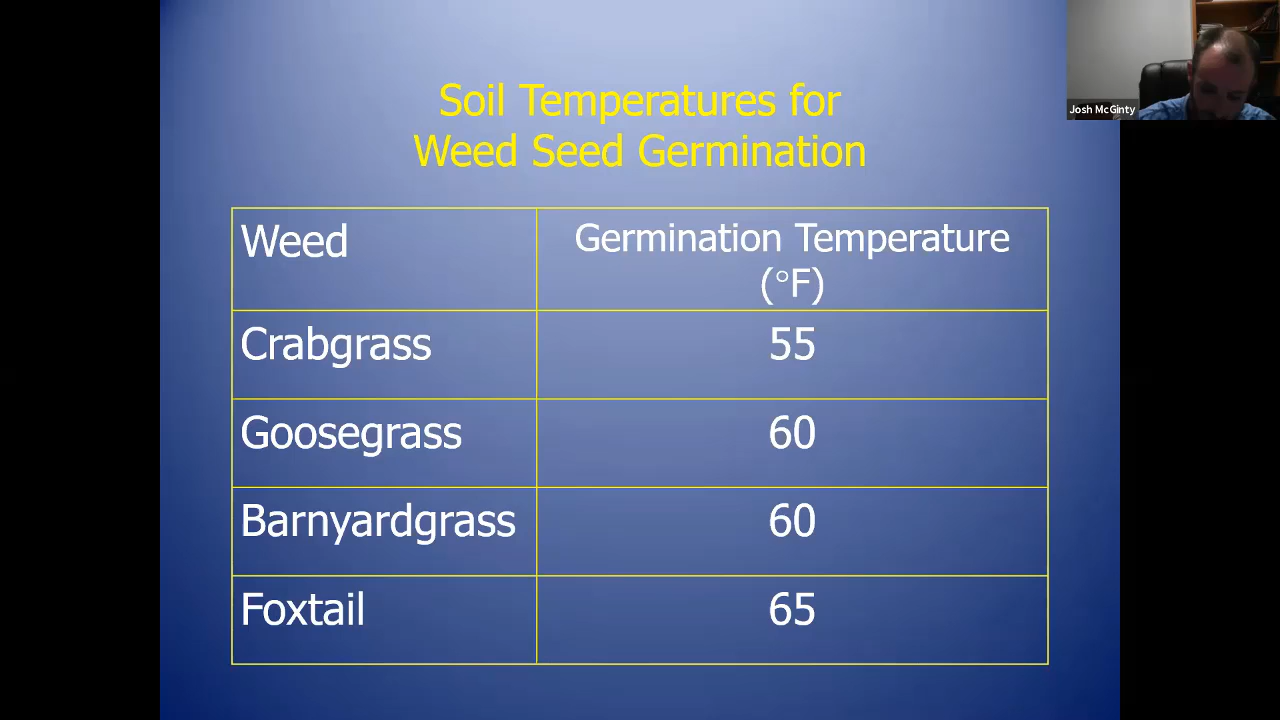 Soil Temperatures for
Weed Seed Germination
Josh McGinty
Weed
Germination Temperature
(°F)
Crabgrass 55
Goosegrass 60
Barnyardgrass 60
Foxtail 65